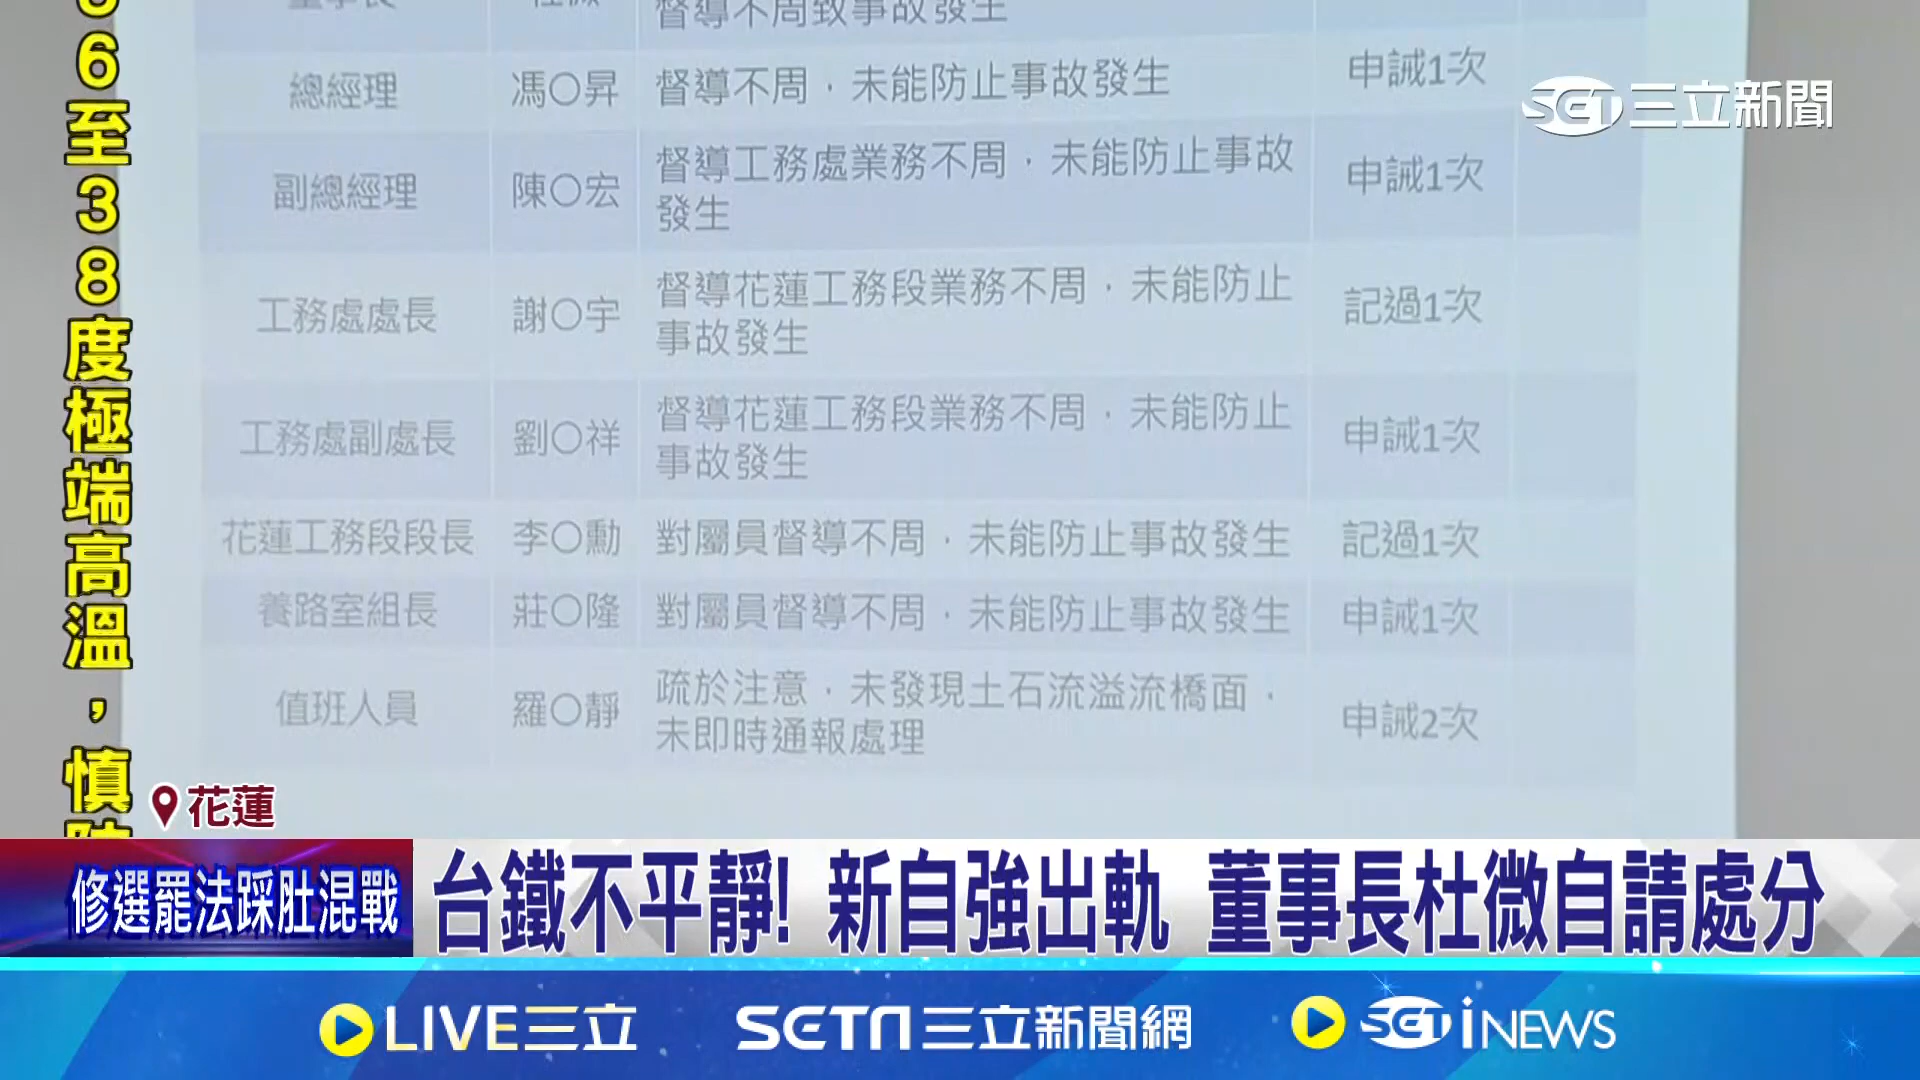 督導不周致事故發生
總經理 馮○昇 督導不周，未能防止事故發生 申誡1次
副總經理 陳○宏 督導工務處業務不周，未能防止事故
發生 申誡1次
工務處處長 謝○宇 督導花蓮工務段業務不周，未能防止
事故發生 記過1次
工務處副處長 劉○祥 督導花蓮工務段業務不周，未能防止
事故發生 申誡1次
花蓮工務段段長 李○勳 對屬員督導不周，未能防止事故發生 記過1次
養路室組長 莊○隆 對屬員督導不周，未能防止事故發生 申誡1次
值班人員 羅○靜 疏於注意，未發現土石流溢流橋面，
未即時通報處理 申誡2次
SET三立新聞
6至38度極端高溫，慎
花蓮
修選罷法踩肚混戰
台鐵不平靜! 新自強出軌 董事長杜微自請處分
LIVE三立
SETN三立新聞網
SET iNEWS